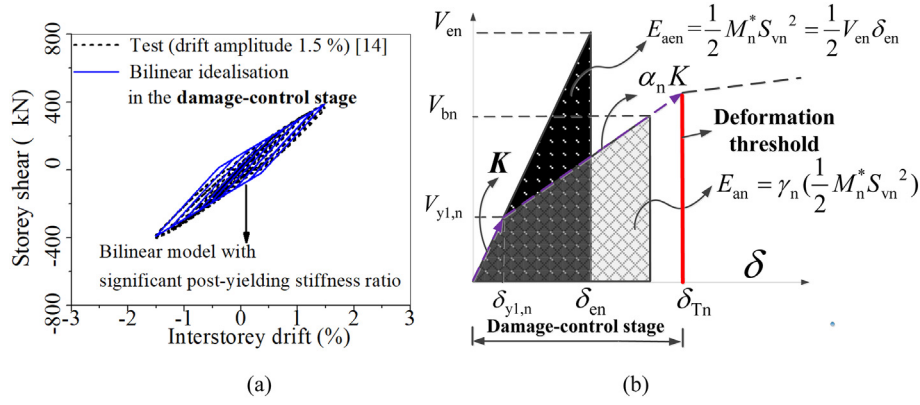 800
400
0
-400
-800
Storey shear ( kN)
Test (drift amplitude 1.5 %) [14]
Bilinear idealisation
in the damage-control stage
Bilinear model with
significant post-yielding stiffness ratio
-3 -2 -1 0 1 2 3
Interstorey drift (%)
(a)
V_en
V_bn
V_y1,n
E_aen = 1/2 M_n^* S_vn^2 = 1/2 V_en δ_en
α_n K
K
Deformation
threshold
E_an = γ_n (1/2 M_n^* S_vn^2)
δ
δ_y1,n δ_en δ_Tn
Damage-control stage
(b)